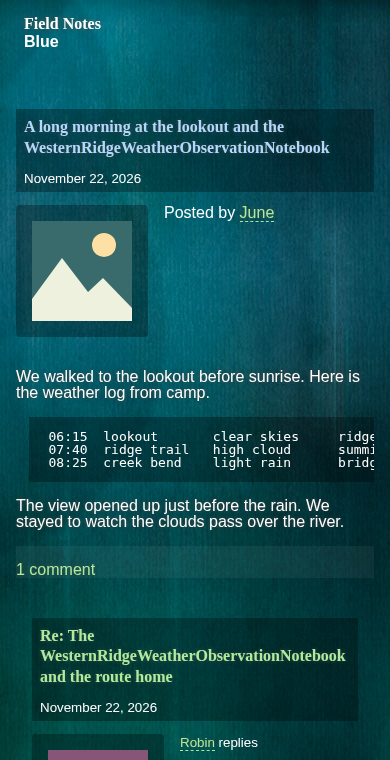 Field Notes
Blue
A long morning at the lookout and the
WesternRidgeWeatherObservationNotebook
November 22, 2026
Posted by June
We walked to the lookout before sunrise. Here is
the weather log from camp.
06:15  lookout       clear skies     ridge
07:40  ridge trail   high cloud      summi
08:25  creek bend    light rain      bridg
The view opened up just before the rain. We
stayed to watch the clouds pass over the river.
1 comment
Re: The
WesternRidgeWeatherObservationNotebook
and the route home
November 22, 2026
Robin replies